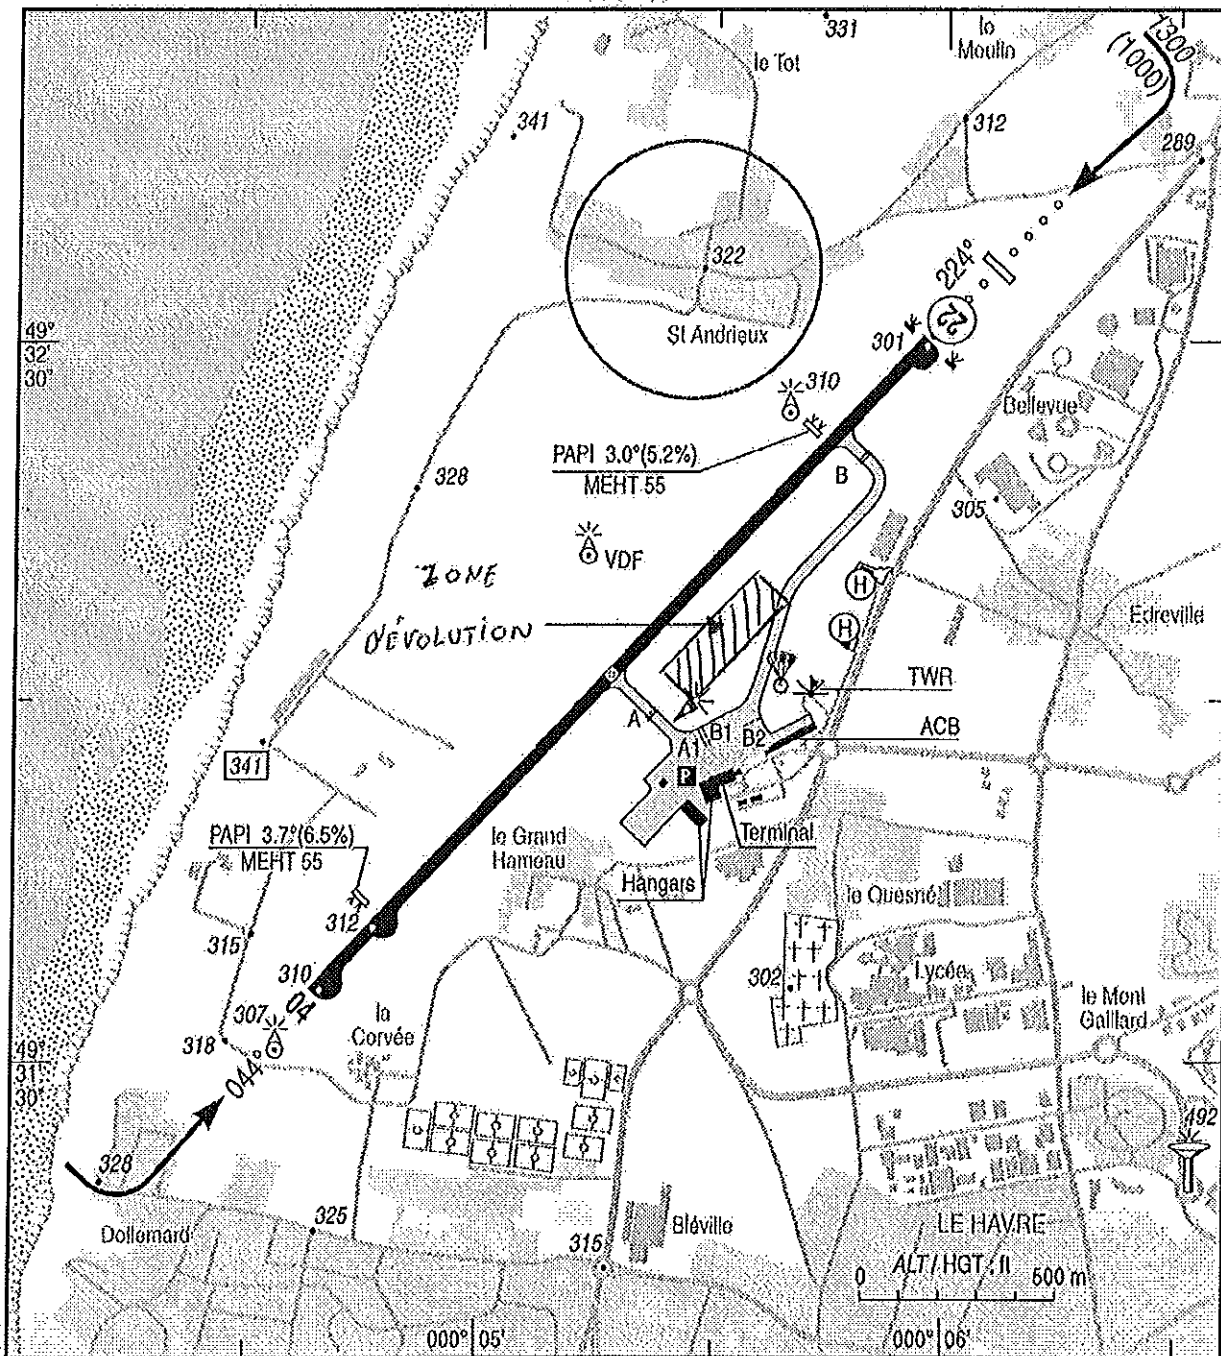 331
le Tot
le
Moulin
1300
(1000)
341
312
289
322
224°
22
St Andrieux
301
49°
32'
30"
310
Bellevue
PAPI 3.0°(5.2%)
MEHT 55
B
328
305
VDF
ZONE
D'ÉVOLUTION
H
Edreville
H
TWR
A
B1
B2
ACB
A1
341
P
PAPI 3.7°(6.5%)
MEHT 55
le Grand
Hameau
Terminal
Hangars
le Quesné
312
315
302
Lycée
310
04
307
la
Corvée
le Mont
Gaillard
318
044°
49°
31'
30"
492
328
Dollemard
325
Bléville
LE HAVRE
315
ALT / HGT : ft
0
500 m
000° 05'
000° 06'